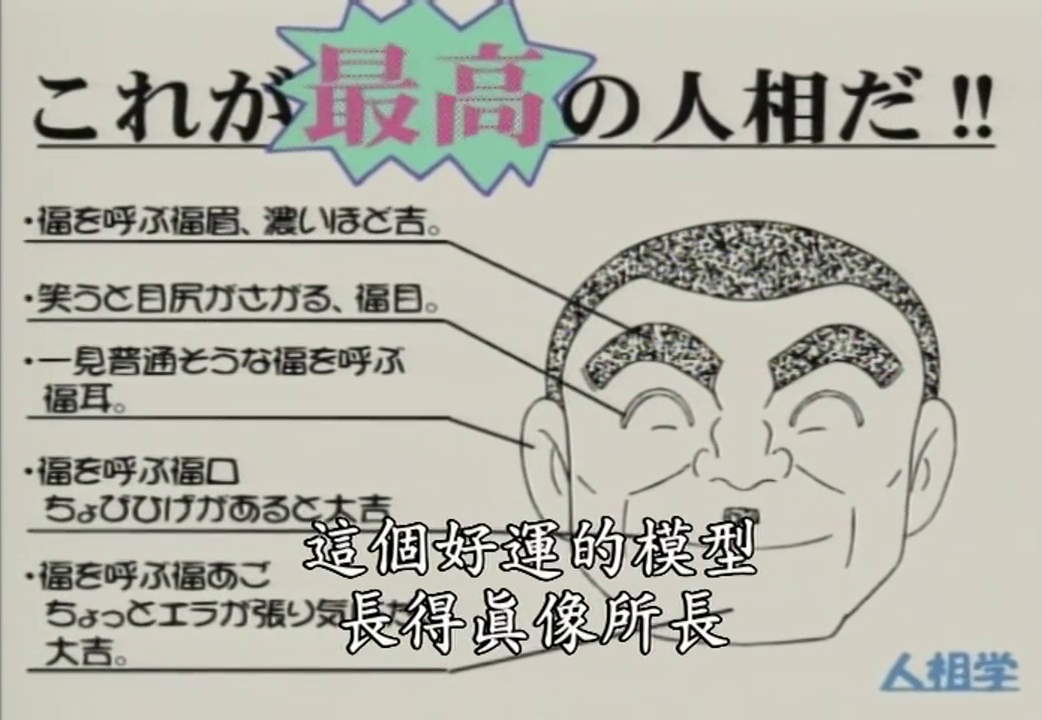 これが最高の人相だ!!
・福を呼ぶ福眉、濃いほど吉。
・笑うと目尻がさがる、福目。
・一見普通そうな福を呼ぶ
福耳。
・福を呼ぶ福口
ちょびひげがあると大吉
・福を呼ぶ福あご
ちょっとエラが張り気
大吉。
這個好運的模型
長得眞像所長
人相学